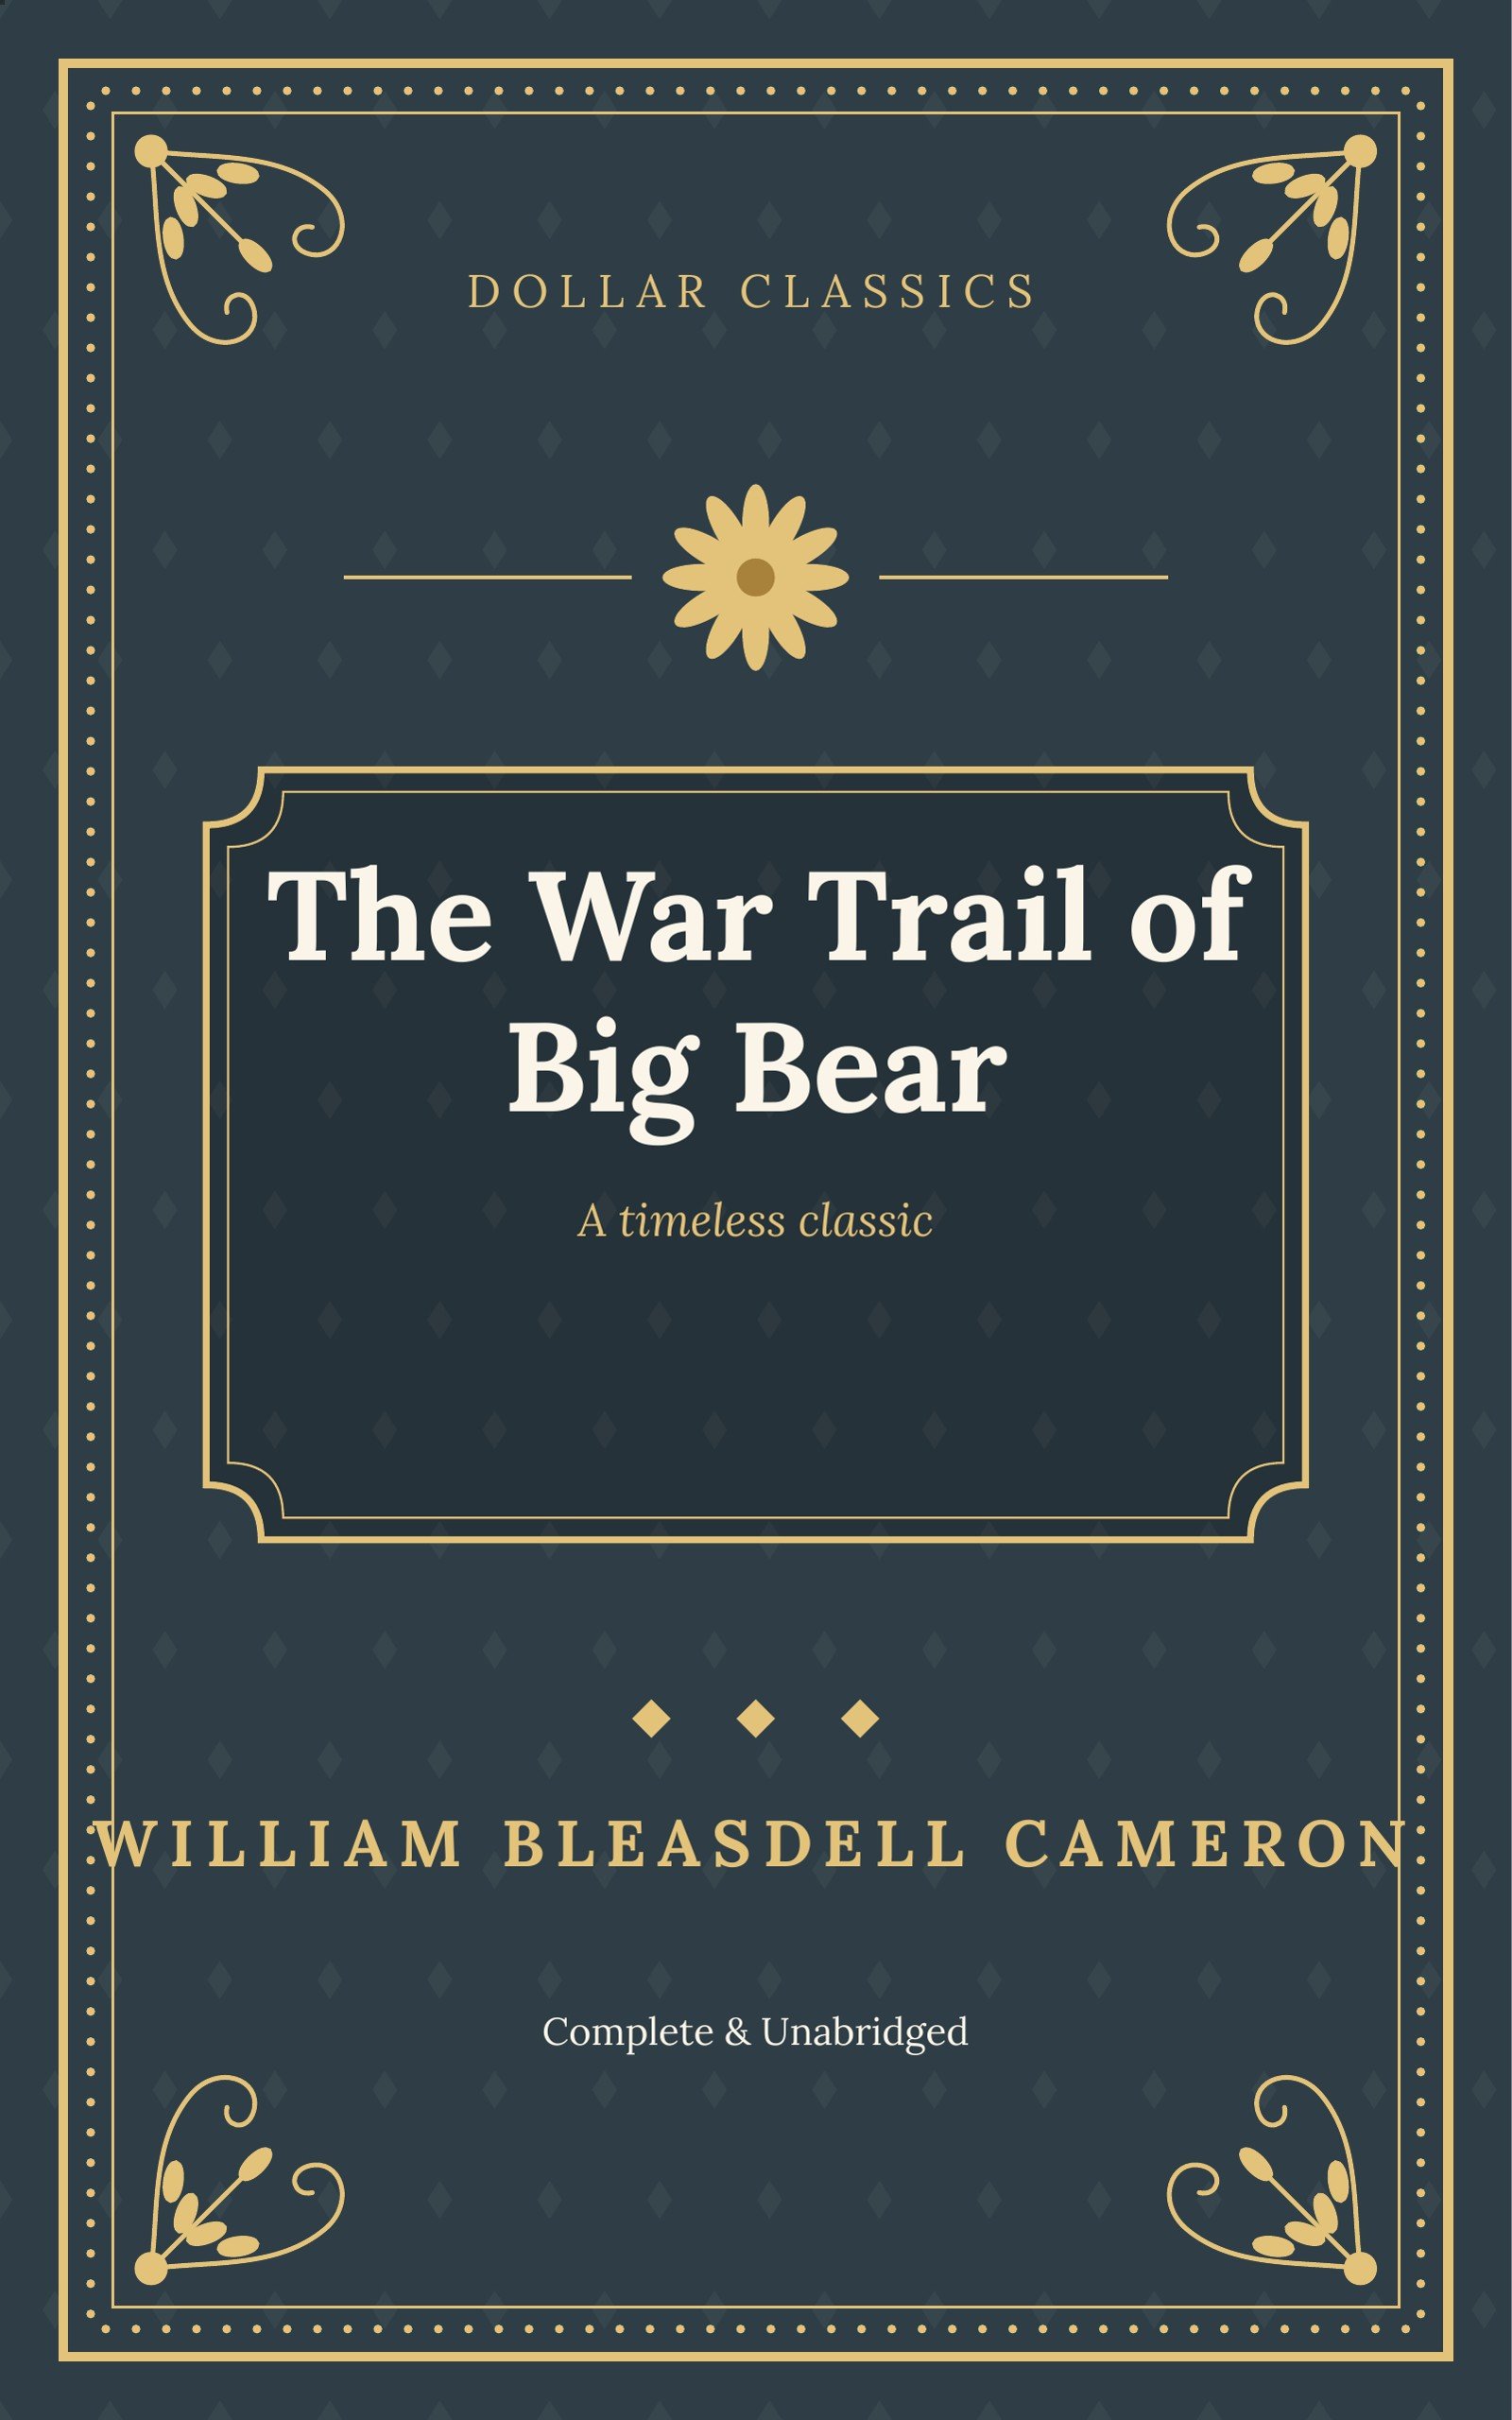 DOLLAR CLASSICS
The War Trail of
Big Bear
A timeless classic
WILLIAM BLEASDELL CAMERON
Complete & Unabridged